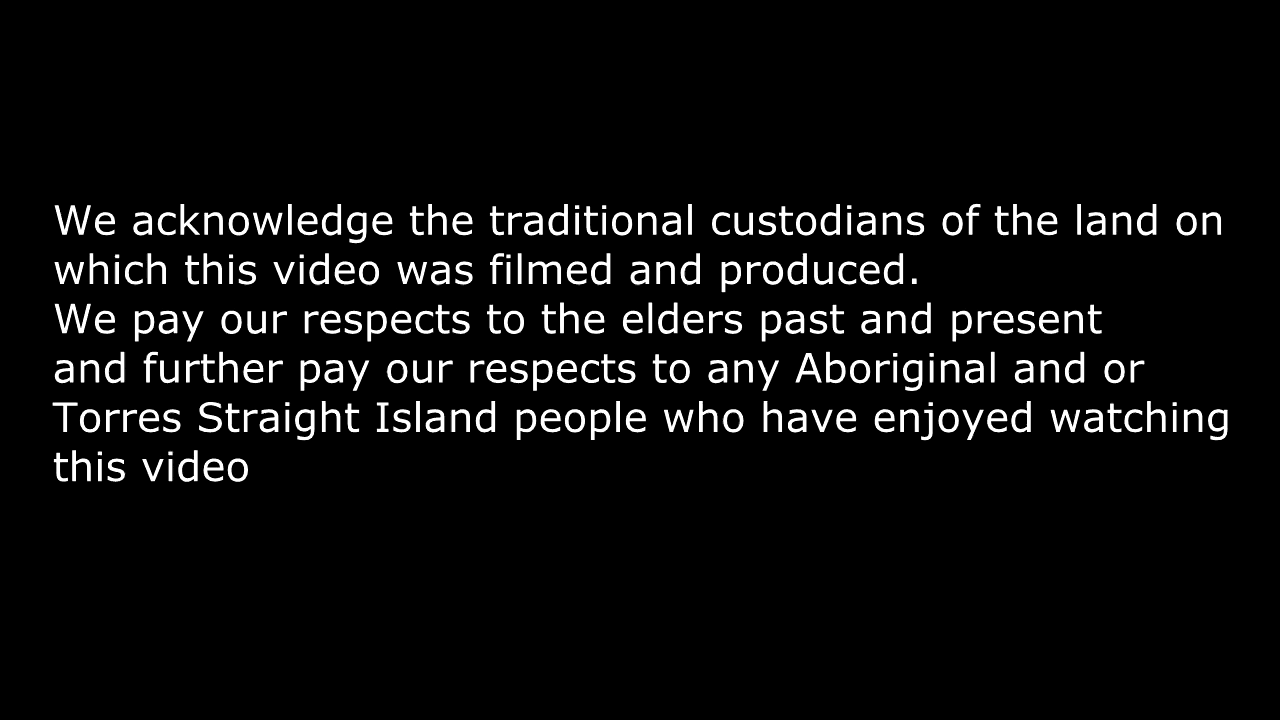 We acknowledge the traditional custodians of the land on
which this video was filmed and produced.
We pay our respects to the elders past and present
and further pay our respects to any Aboriginal and or
Torres Straight Island people who have enjoyed watching
this video